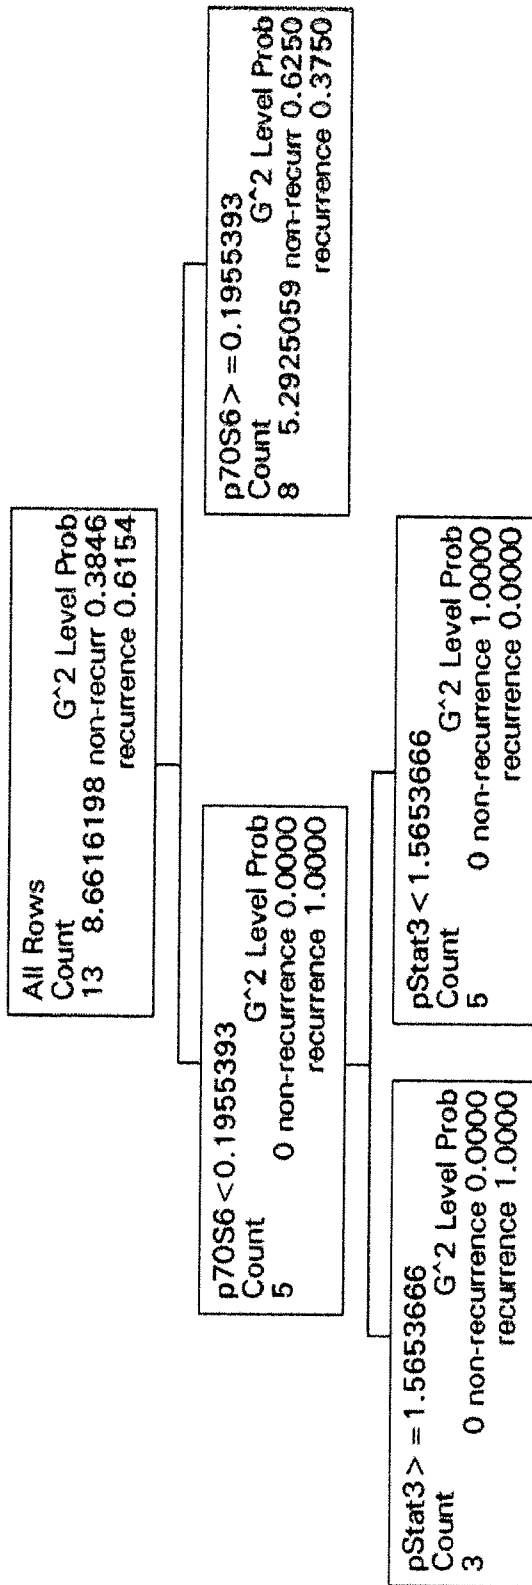 All Rows
Count G^2 Level Prob
13 8.6616198 non-recurr 0.3846
recurrence 0.6154
p70S6<0.1955393
Count G^2 Level Prob
5 0 non-recurrence 0.0000
recurrence 1.0000
p70S6>=0.1955393
Count G^2 Level Prob
8 5.2925059 non-recurr 0.6250
recurrence 0.3750
pStat3>=1.5653666
Count G^2 Level Prob
3 0 non-recurrence 0.0000
recurrence 1.0000
pStat3<1.5653666
Count G^2 Level Prob
5 0 non-recurrence 1.0000
recurrence 0.0000